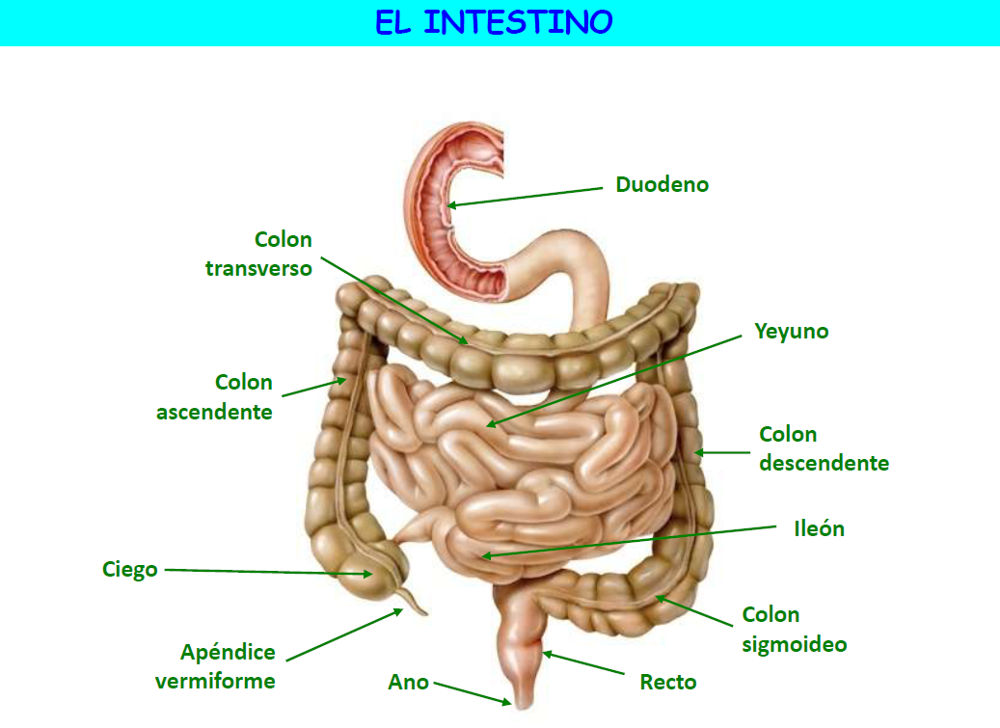 EL INTESTINO
Duodeno
Colon
transverso
Yeyuno
Colon
ascendente
Colon
descendente
Ileón
Ciego
Colon
sigmoideo
Apéndice
vermiforme
Ano
Recto